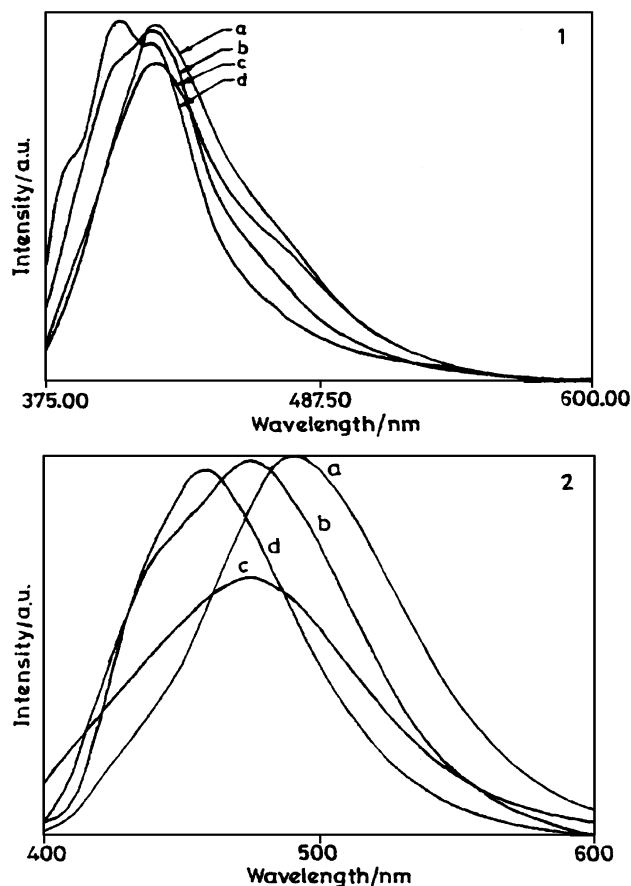 1
a
b
c
d
Intensity/a.u.
375.00 487.50 600.00
Wavelength/nm
2
a
b
d
c
Intensity/a.u.
400 500 600
Wavelength/nm